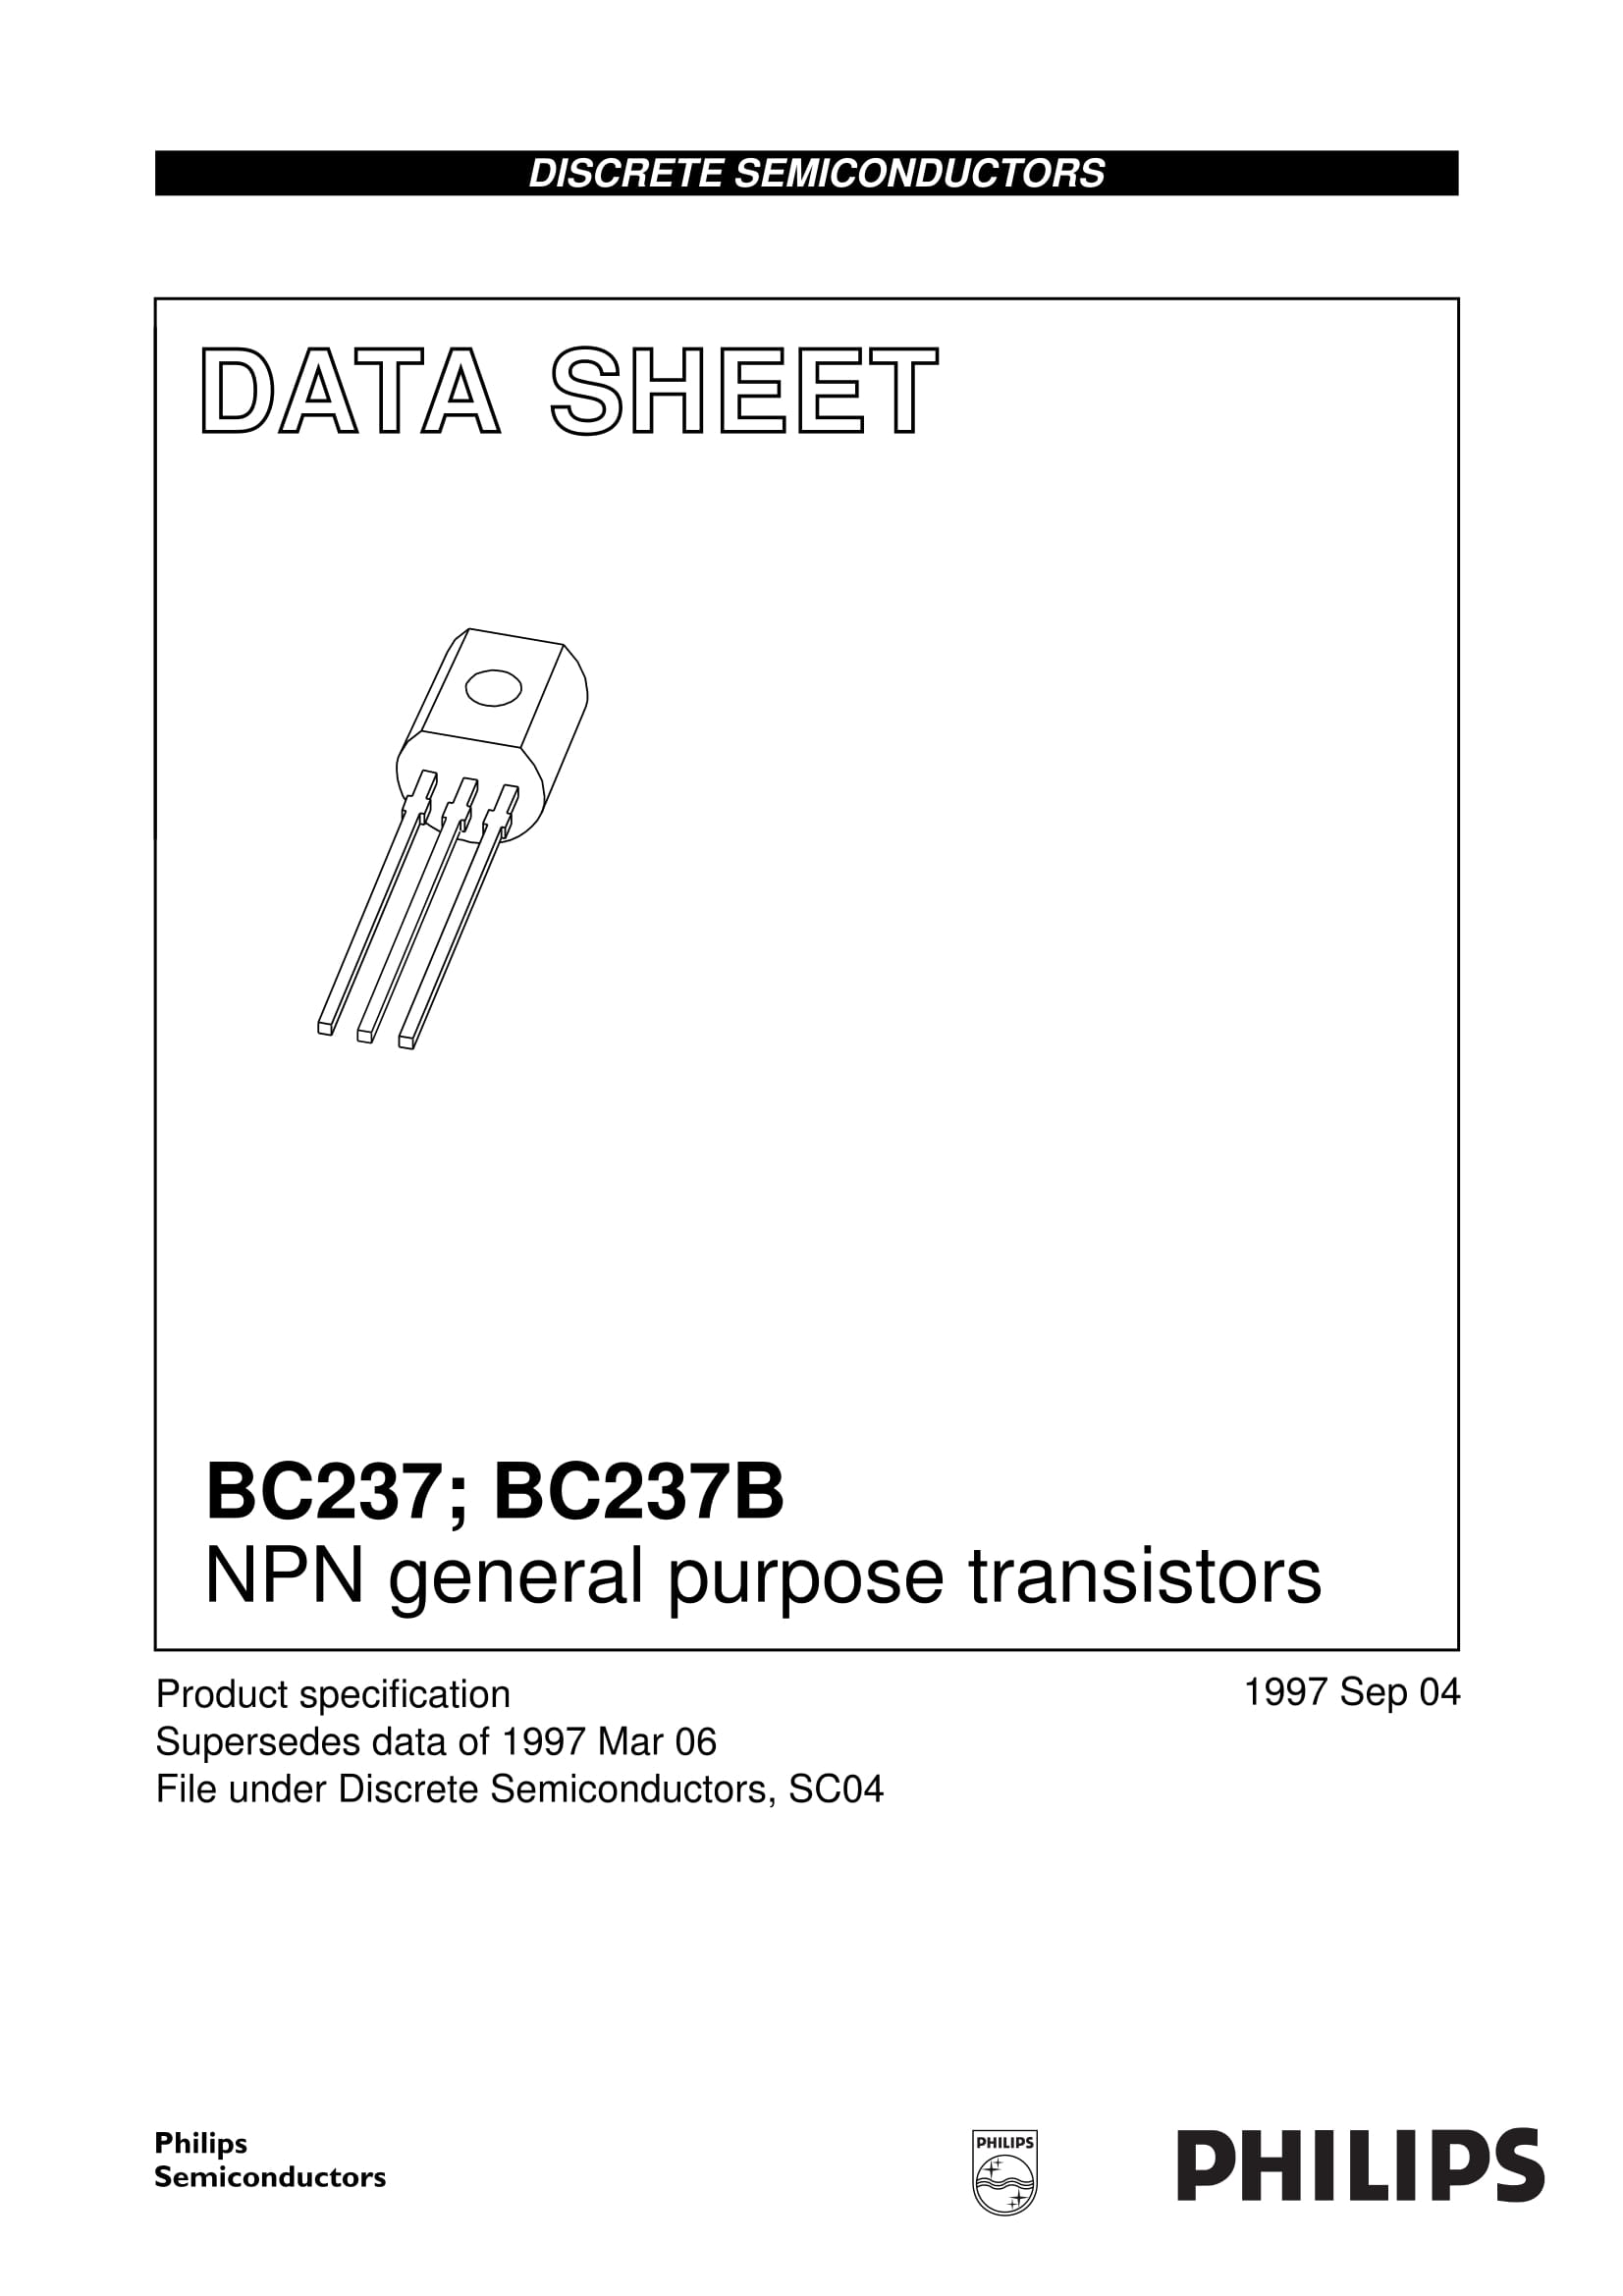 DISCRETE SEMICONDUCTORS
DATA SHEET
BC237; BC237B
NPN general purpose transistors
Product specification
1997 Sep 04
Supersedes data of 1997 Mar 06
File under Discrete Semiconductors, SC04
Philips
Semiconductors
PHILIPS
PHILIPS